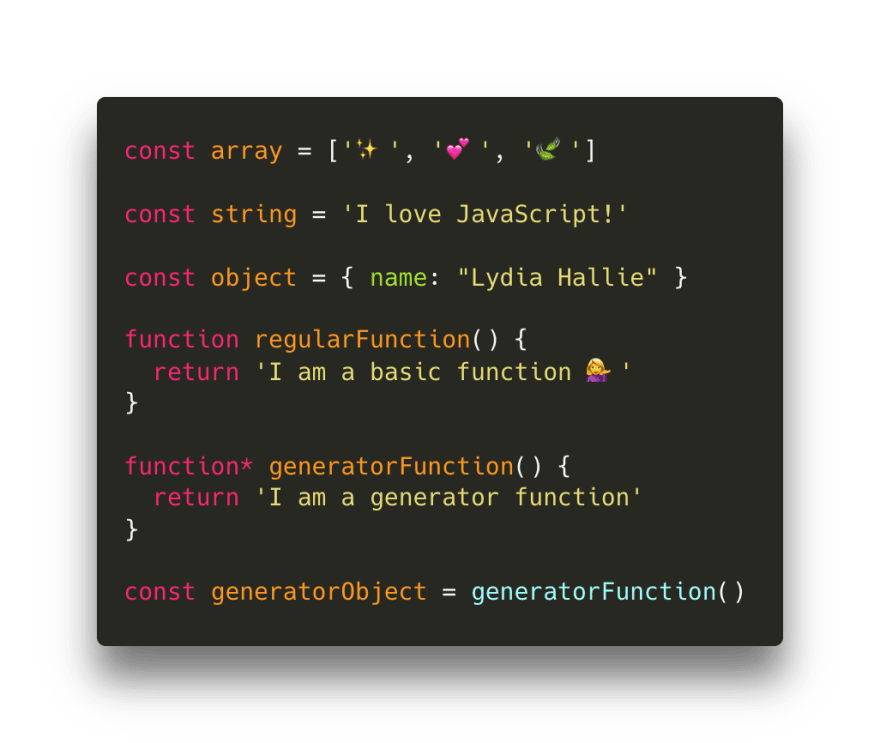 const array = ['✨ ', '💕 ', '🌿 ']
const string = 'I love JavaScript!'
const object = { name: "Lydia Hallie" }
function regularFunction() {
return 'I am a basic function 💁‍♀️ '
}
function* generatorFunction() {
return 'I am a generator function'
}
const generatorObject = generatorFunction()